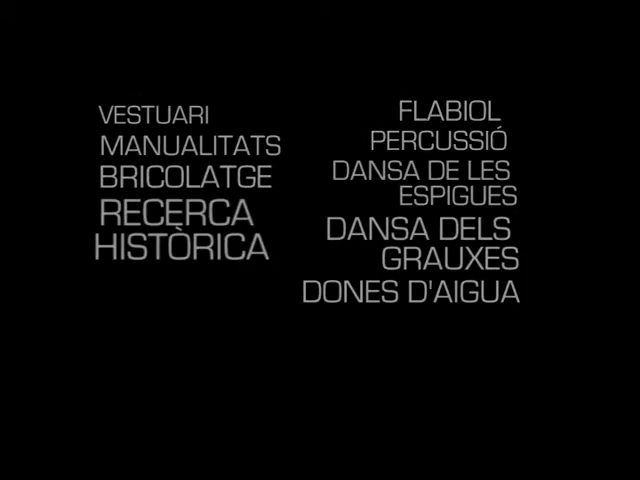 VESTUARI
MANUALITATS
BRICOLATGE
RECERCA
HISTÒRICA
FLABIOL
PERCUSSIÓ
DANSA DE LES
ESPIGUES
DANSA DELS
GRAUXES
DONES D'AIGUA